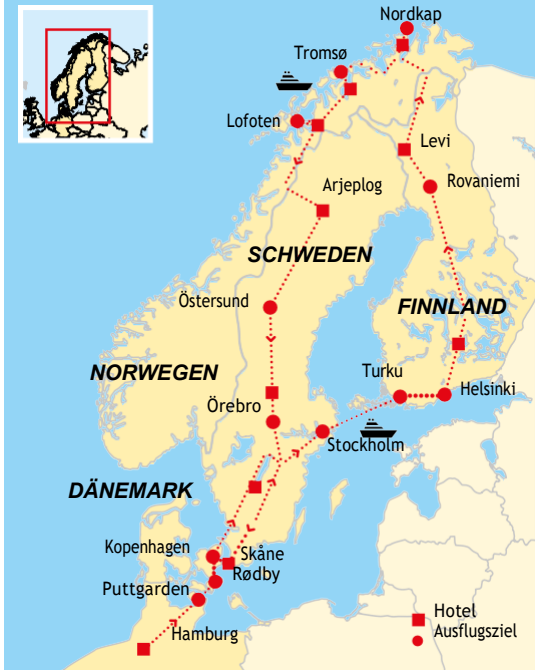 Nordkap
Tromsø
Lofoten
Levi
Rovaniemi
Arjeplog
SCHWEDEN
Östersund
FINNLAND
NORWEGEN
Turku
Helsinki
Örebro
Stockholm
DÄNEMARK
Kopenhagen
Skåne
Rødby
Puttgarden
Hamburg
Hotel
Ausflugsziel